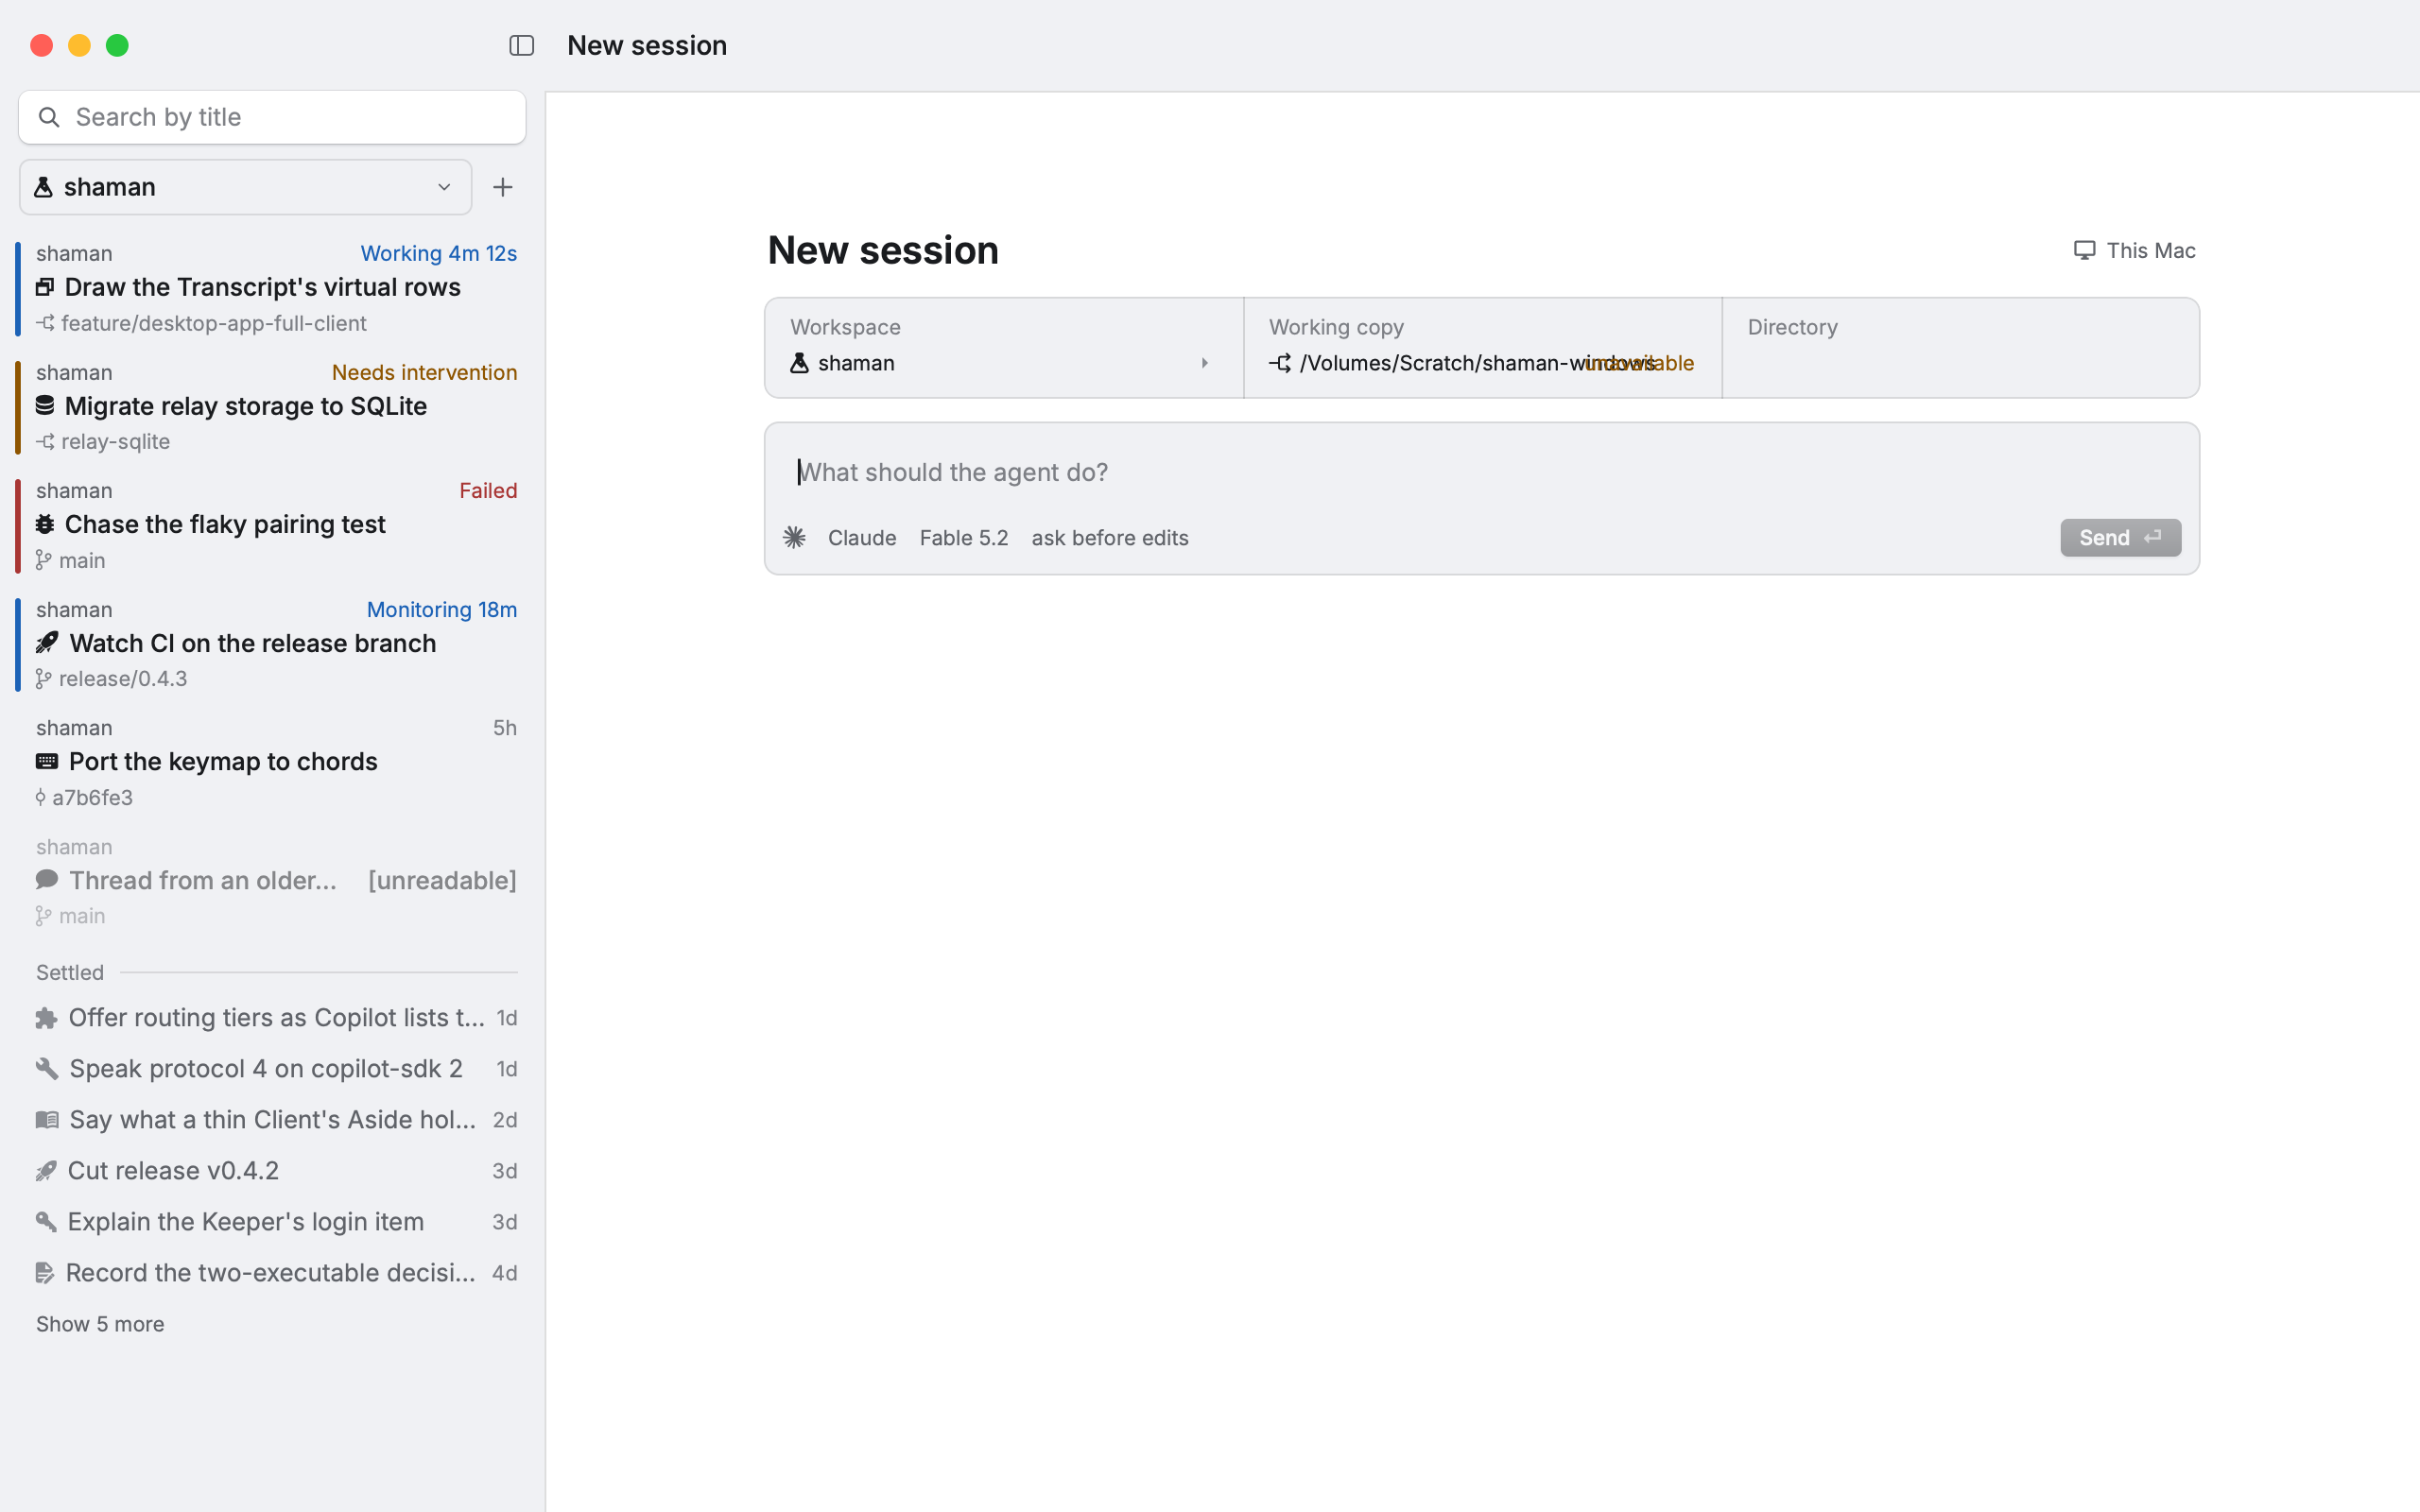 New session
Search by title
shaman
shaman Working 4m 12s
Draw the Transcript's virtual rows
feature/desktop-app-full-client
shaman Needs intervention
Migrate relay storage to SQLite
relay-sqlite
shaman Failed
Chase the flaky pairing test
main
shaman Monitoring 18m
Watch CI on the release branch
release/0.4.3
shaman 5h
Port the keymap to chords
a7b6fe3
shaman
Thread from an older... [unreadable]
main
Settled
Offer routing tiers as Copilot lists t... 1d
Speak protocol 4 on copilot-sdk 2 1d
Say what a thin Client's Aside hol... 2d
Cut release v0.4.2 3d
Explain the Keeper's login item 3d
Record the two-executable decisi... 4d
Show 5 more
New session This Mac
Workspace Working copy Directory
shaman /Volumes/Scratch/shaman-windows unavailable
What should the agent do?
Claude Fable 5.2 ask before edits Send